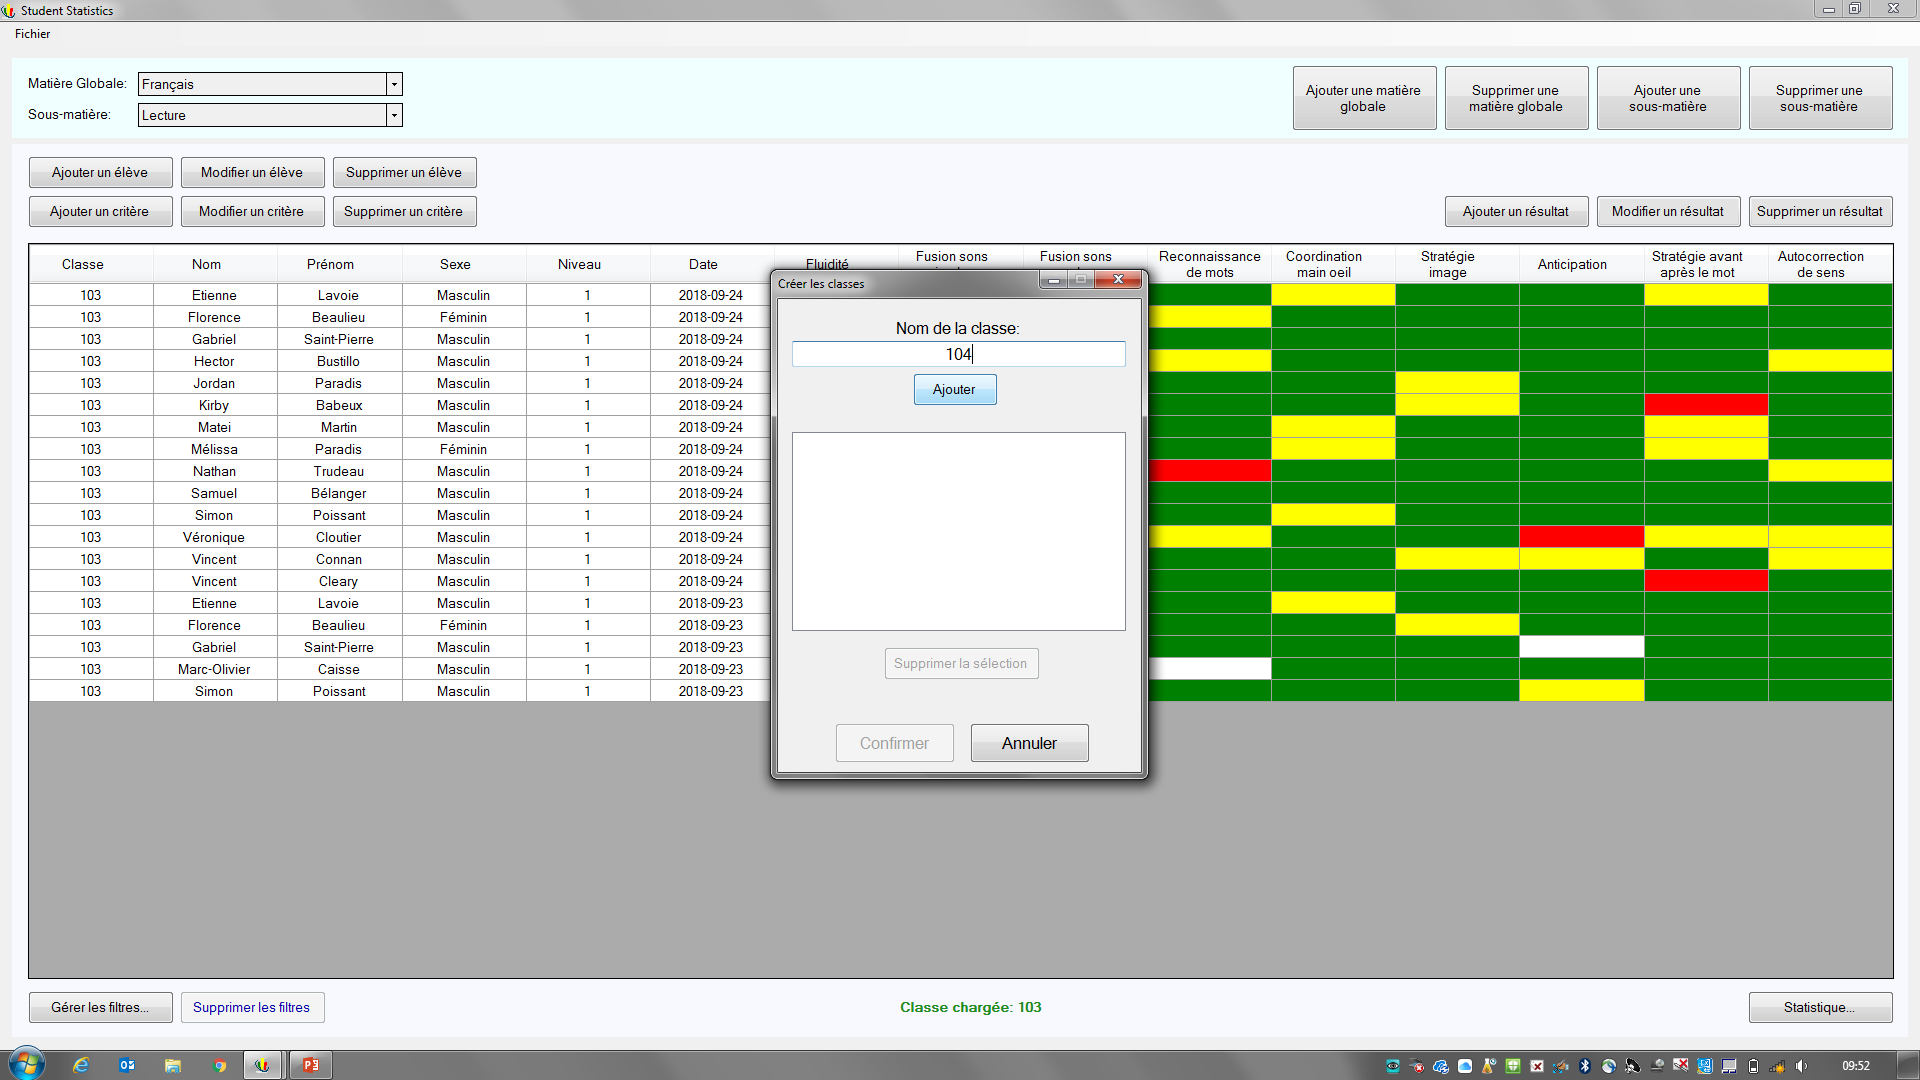 Student Statistics
Fichier
Matière Globale: Français
Sous-matière: Lecture
Ajouter une matière
globale
Supprimer une
matière globale
Ajouter une
sous-matière
Supprimer une
sous-matière
Ajouter un élève Modifier un élève Supprimer un élève
Ajouter un critère Modifier un critère Supprimer un critère
Ajouter un résultat Modifier un résultat Supprimer un résultat
Classe Nom Prénom Sexe Niveau Date Fluidité Fusion sons Fusion sons Reconnaissance de mots Coordination main oeil Stratégie image Anticipation Stratégie avant après le mot Autocorrection de sens
103 Etienne Lavoie Masculin 1 2018-09-24
103 Florence Beaulieu Féminin 1 2018-09-24
103 Gabriel Saint-Pierre Masculin 1 2018-09-24
103 Hector Bustillo Masculin 1 2018-09-24
103 Jordan Paradis Masculin 1 2018-09-24
103 Kirby Babeux Masculin 1 2018-09-24
103 Matei Martin Masculin 1 2018-09-24
103 Mélissa Paradis Féminin 1 2018-09-24
103 Nathan Trudeau Masculin 1 2018-09-24
103 Samuel Bélanger Masculin 1 2018-09-24
103 Simon Poissant Masculin 1 2018-09-24
103 Véronique Cloutier Masculin 1 2018-09-24
103 Vincent Connan Masculin 1 2018-09-24
103 Vincent Cleary Masculin 1 2018-09-24
103 Etienne Lavoie Masculin 1 2018-09-23
103 Florence Beaulieu Féminin 1 2018-09-23
103 Gabriel Saint-Pierre Masculin 1 2018-09-23
103 Marc-Olivier Caisse Masculin 1 2018-09-23
103 Simon Poissant Masculin 1 2018-09-23
Créer les classes
Nom de la classe:
104
Ajouter
Supprimer la sélection
Confirmer Annuler
Gérer les filtres... Supprimer les filtres
Classe chargée: 103
Statistique...
09:52